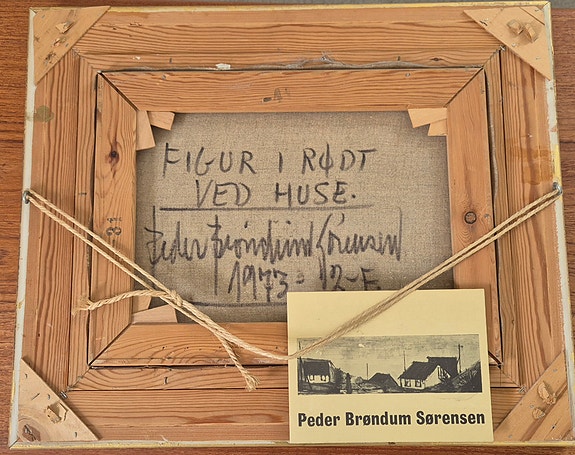 FIGUR I RØDT
VED HUSE.
Peder Brøndum Sørensen
1973 - 12-F.
Peder Brøndum Sørensen